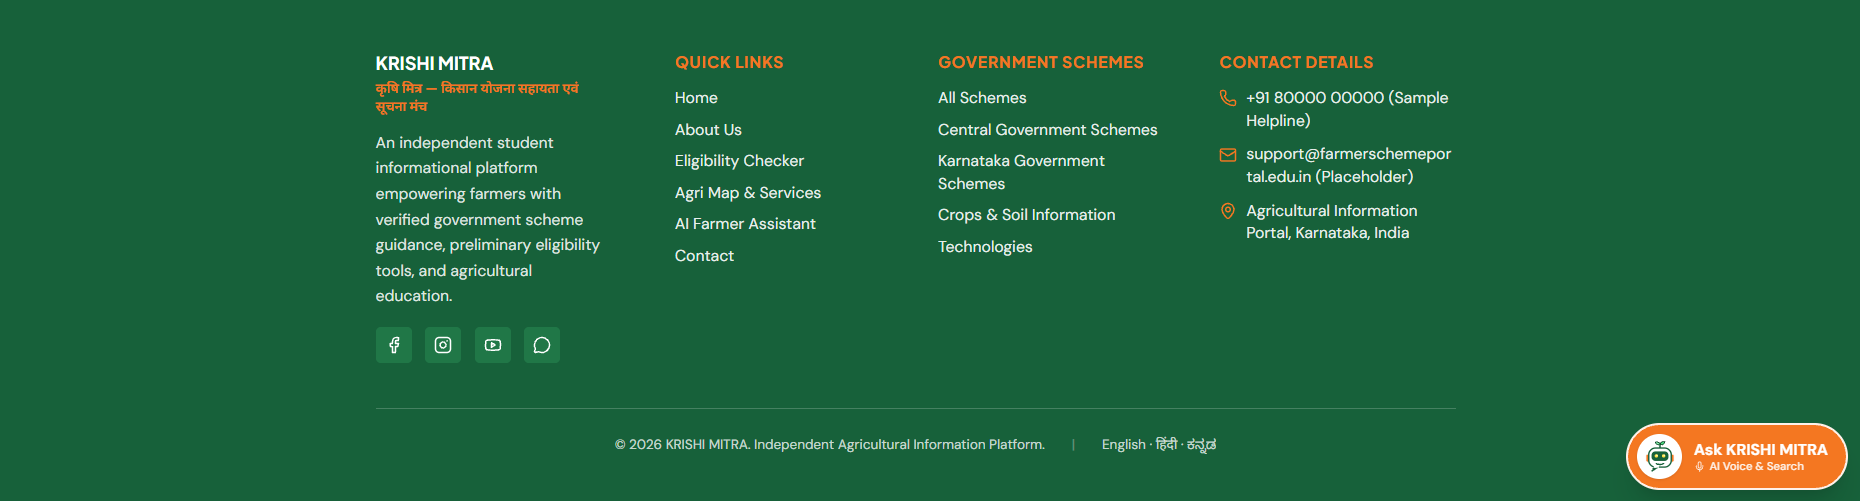 KRISHI MITRA
कृषि मित्र — किसान योजना सहायता एवं
सूचना मंच
An independent student
informational platform
empowering farmers with
verified government scheme
guidance, preliminary eligibility
tools, and agricultural
education.
QUICK LINKS
Home
About Us
Eligibility Checker
Agri Map & Services
AI Farmer Assistant
Contact
GOVERNMENT SCHEMES
All Schemes
Central Government Schemes
Karnataka Government
Schemes
Crops & Soil Information
Technologies
CONTACT DETAILS
+91 80000 00000 (Sample
Helpline)
support@farmerschemepor
tal.edu.in (Placeholder)
Agricultural Information
Portal, Karnataka, India
© 2026 KRISHI MITRA. Independent Agricultural Information Platform. | English · हिंदी · ಕನ್ನಡ
Ask KRISHI MITRA
AI Voice & Search